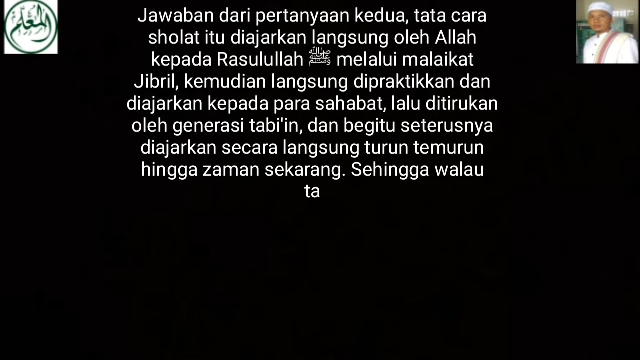 Jawaban dari pertanyaan kedua, tata cara
sholat itu diajarkan langsung oleh Allah
kepada Rasulullah ﷺ melalui malaikat
Jibril, kemudian langsung dipraktikkan dan
diajarkan kepada para sahabat, lalu ditirukan
oleh generasi tabi'in, dan begitu seterusnya
diajarkan secara langsung turun temurun
hingga zaman sekarang. Sehingga walau
ta